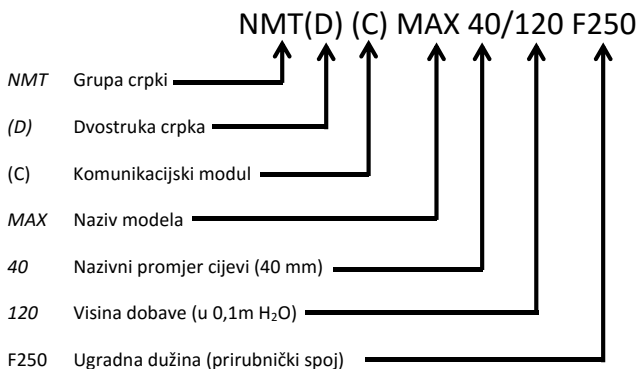 NMT(D) (C) MAX 40/120 F250
NMT Grupa crpki
(D) Dvostruka crpka
(C) Komunikacijski modul
MAX Naziv modela
40 Nazivni promjer cijevi (40 mm)
120 Visina dobave (u 0,1m H₂O)
F250 Ugradna dužina (prirubnički spoj)